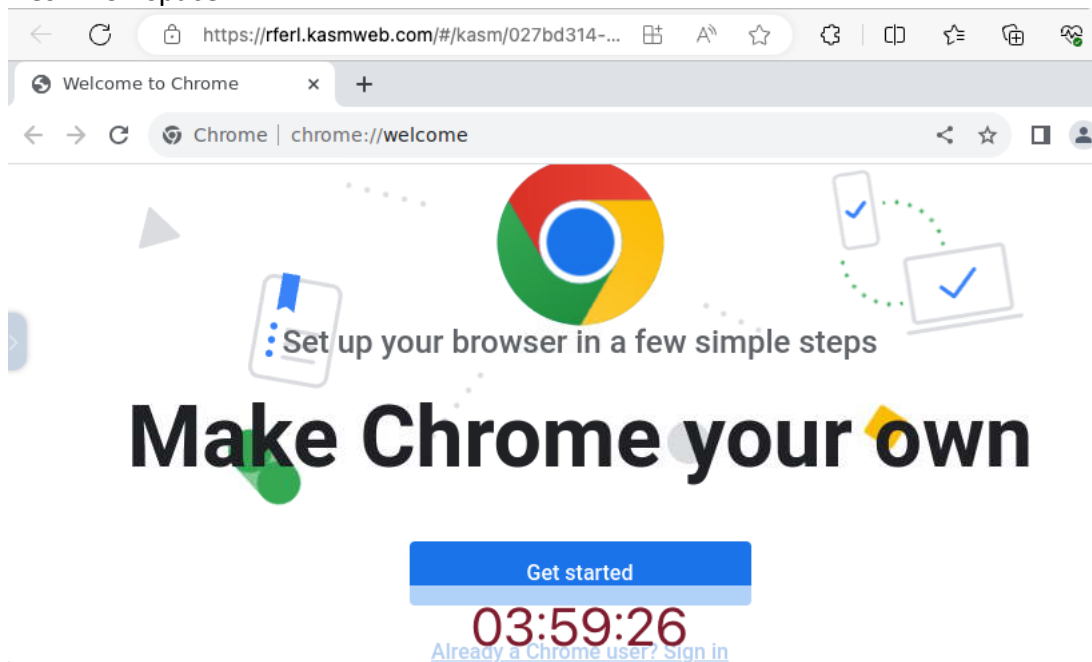 https://rferl.kasmweb.com/#/kasm/027bd314-...
Welcome to Chrome
Chrome | chrome://welcome
Set up your browser in a few simple steps
Make Chrome your own
Get started
03:59:26
Already a Chrome user? Sign in